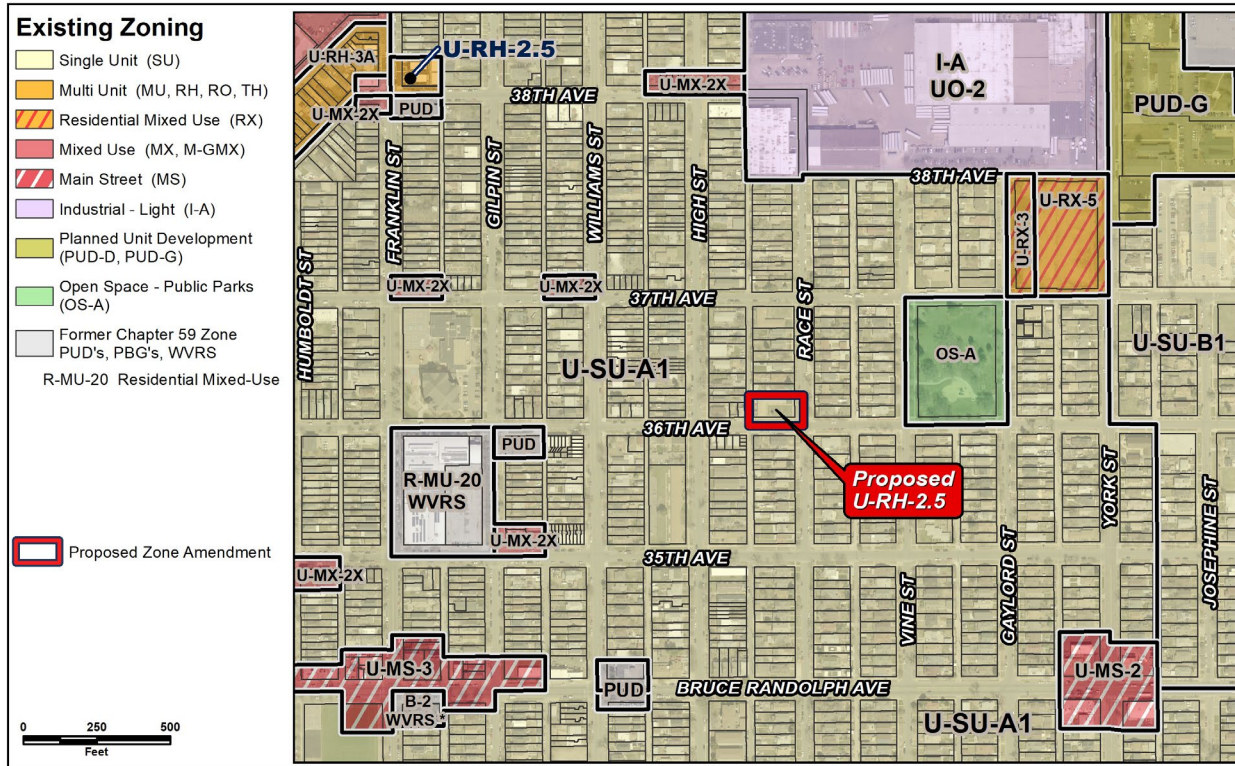 Existing Zoning
Single Unit (SU)
Multi Unit (MU, RH, RO, TH)
Residential Mixed Use (RX)
Mixed Use (MX, M-GMX)
Main Street (MS)
Industrial - Light (I-A)
Planned Unit Development
(PUD-D, PUD-G)
Open Space - Public Parks
(OS-A)
Former Chapter 59 Zone
PUD's, PBG's, WVRS
R-MU-20 Residential Mixed-Use
Proposed Zone Amendment
0 250 500
Feet
U-RH-3A
U-RH-2.5
U-MX-2X
PUD
38TH AVE
U-MX-2X
I-A
UO-2
PUD-G
FRANKLIN ST
GILPIN ST
WILLIAMS ST
HIGH ST
38TH AVE
U-RX-3
U-RX-5
HUMBOLDT ST
U-MX-2X
U-MX-2X
37TH AVE
RACE ST
OS-A
U-SU-B1
U-SU-A1
36TH AVE
PUD
R-MU-20
WVRS
Proposed
U-RH-2.5
U-MX-2X
35TH AVE
U-MX-2X
VINE ST
GAYLORD ST
YORK ST
JOSEPHINE ST
U-MS-3
B-2
WVRS *
PUD
BRUCE RANDOLPH AVE
U-MS-2
U-SU-A1